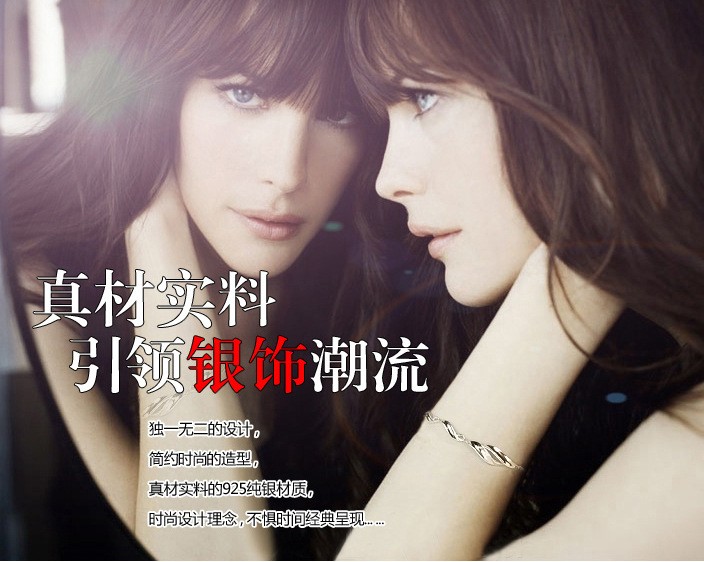 真材实料
引领银饰潮流
独一无二的设计,
简约时尚的造型,
真材实料的925纯银材质,
时尚设计理念,不惧时间经典呈现... ...